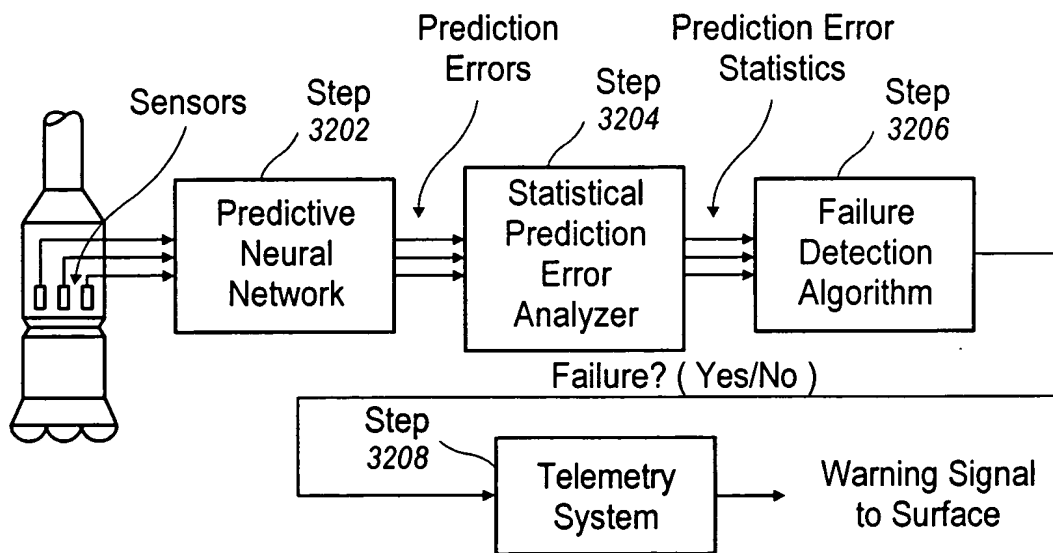 Prediction
Errors
Prediction Error
Statistics
Sensors
Step
3202
Step
3204
Step
3206
Predictive
Neural
Network
Statistical
Prediction
Error
Analyzer
Failure
Detection
Algorithm
Failure? ( Yes/No )
Step
3208
Telemetry
System
Warning Signal
to Surface